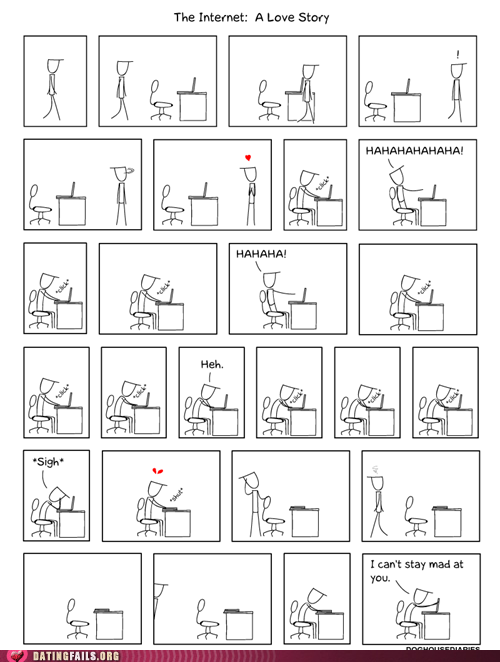 The Internet: A Love Story
!
*click*
HAHAHAHAHAHA!
*click*
*click*
HAHAHA!
*click*
*click*
*click*
Heh.
*click*
*click*
*click*
*Sigh*
*shut*
I can't stay mad at
you.
DATINGFAILS.ORG
DOGHOUSEDIARIES